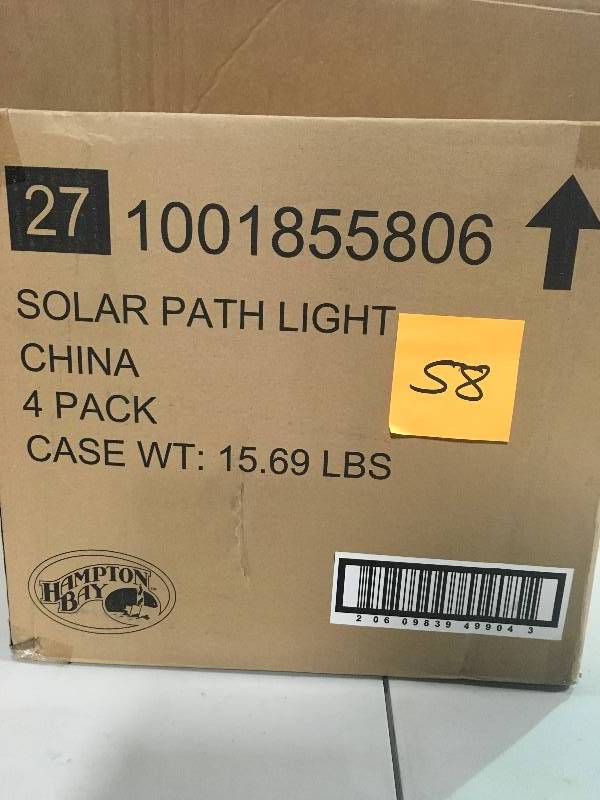 27 1001855806
SOLAR PATH LIGHT
CHINA
58
4 PACK
CASE WT: 15.69 LBS
HAMPTON
BAY
2 06 09839 49904 3